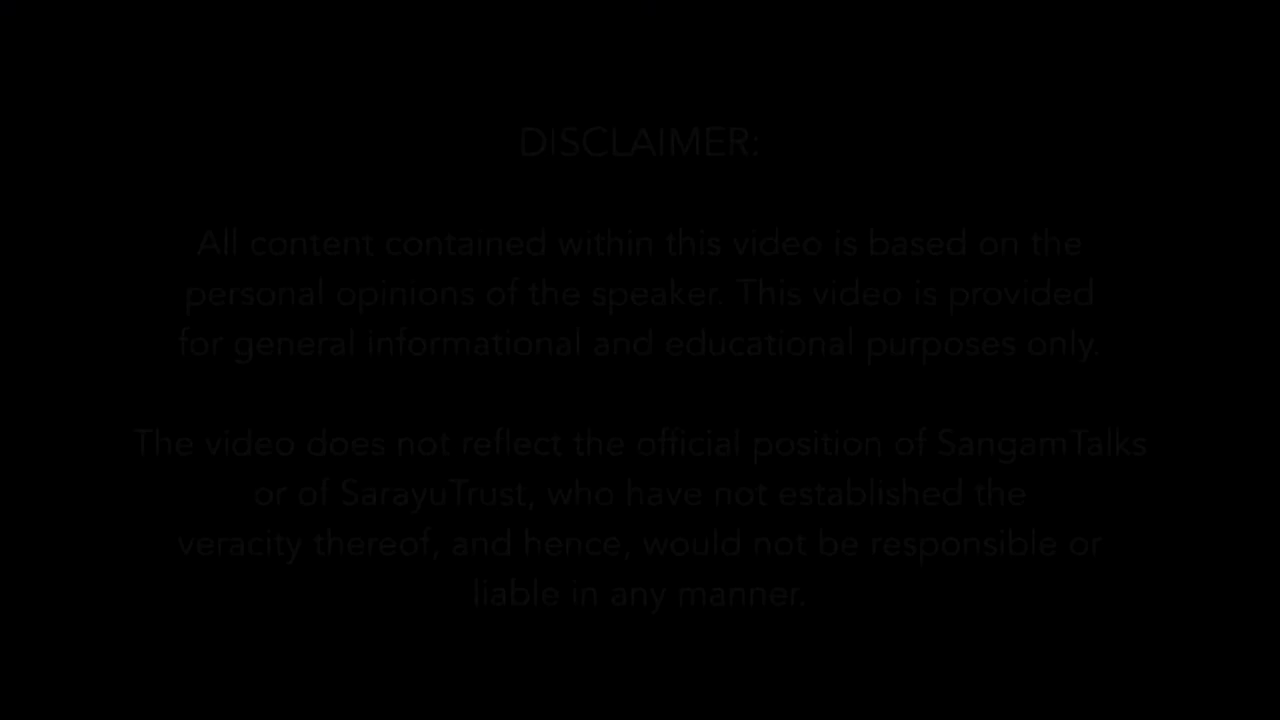 DISCLAIMER:
All content contained within this video is based on the
personal opinions of the speaker. This video is provided
for general informational and educational purposes only.
The video does not reflect the official position of SangamTalks
or of SarayuTrust, who have not established the
veracity thereof, and hence, would not be responsible or
liable in any manner.